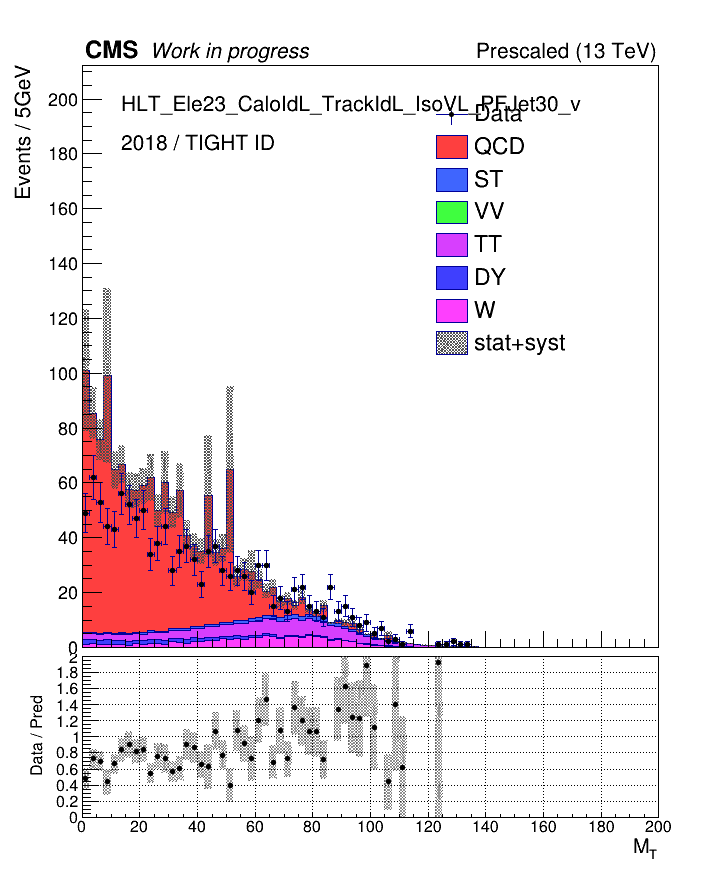 CMS Work in progress Prescaled (13 TeV)
Events / 5GeV
HLT_Ele23_CaloIdL_TrackIdL_IsoVL_PFJet30_v
2018 / TIGHT ID
Data
QCD
ST
VV
TT
DY
W
stat+syst
200
180
160
140
120
100
80
60
40
20
0
Data / Pred
2
1.8
1.6
1.4
1.2
1
0.8
0.6
0.4
0.2
0
0 20 40 60 80 100 120 140 160 180 200
M_T